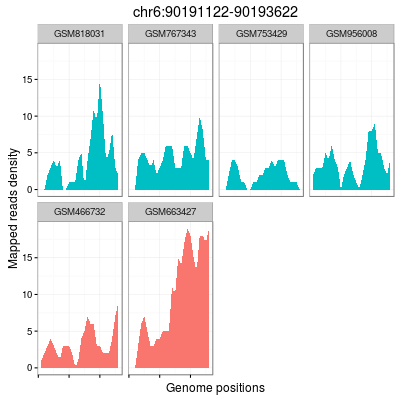 chr6:90191122-90193622
GSM818031 GSM767343 GSM753429 GSM956008
15
10
5
0
Mapped reads density
GSM466732 GSM663427
15
10
5
0
Genome positions